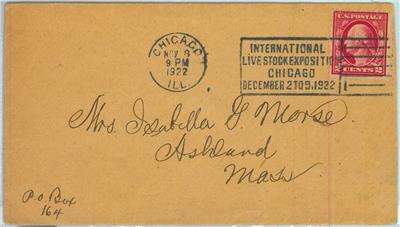 CHICAGO
NOV 8
9 PM
1922
ILL.
INTERNATIONAL
LIVE STOCK EXPOSITION
CHICAGO
DECEMBER 2 TO 9, 1922
U.S. POSTAGE
2 CENTS 2
Mrs. Isabella G. Morse.
Ashland
Mass
P.O. Box
164